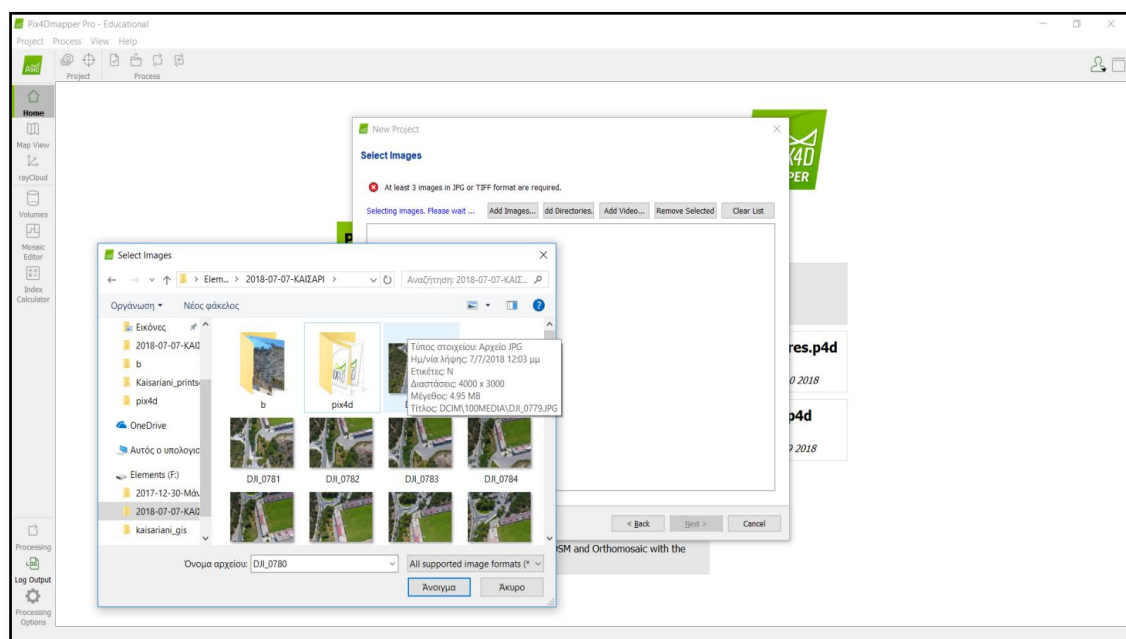 Pix4Dmapper Pro - Educational
Project Process View Help
Project Process
Home
Map View
rayCloud
Volumes
Mosaic
Editor
Index
Calculator
Processing
Log Output
Processing
Options
New Project
Select Images
At least 3 images in JPG or TIFF format are required.
Selecting images. Please wait ... Add Images... dd Directories. Add Video... Remove Selected Clear List
< Back Next > Cancel
Select Images
> Elem... > 2018-07-07-ΚΑΙΣΑΡΙ > Αναζήτηση: 2018-07-07-ΚΑΙΣ...
Οργάνωση Νέος φάκελος
Εικόνες
2018-07-07-ΚΑΙΣ
b
Kaisariani_prints
pix4d
OneDrive
Αυτός ο υπολογισ
Elements (F:)
2017-12-30-Μάν
2018-07-07-ΚΑΙΣ
kaisariani_gis
b pix4d
Τύπος στοιχείου: Αρχείο JPG
Ημ/νία λήψης: 7/7/2018 12:03 μμ
Ετικέτες: N
Διαστάσεις: 4000 x 3000
Μέγεθος: 4.95 MB
Τίτλος: DCIM\100MEDIA\DJI_0779.JPG
DJI_0781 DJI_0782 DJI_0783 DJI_0784
Όνομα αρχείου: DJI_0780 All supported image formats (*
Άνοιγμα Άκυρο
res.p4d
0 2018
p4d
9 2018
DSM and Orthomosaic with the